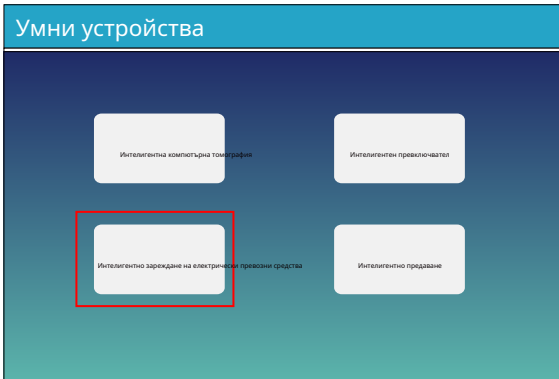 Умни устройства
Интелигентна компютърна томография
Интелигентен превключвател
Интелигентно зареждане на електрически превозни средства
Интелигентно предаване